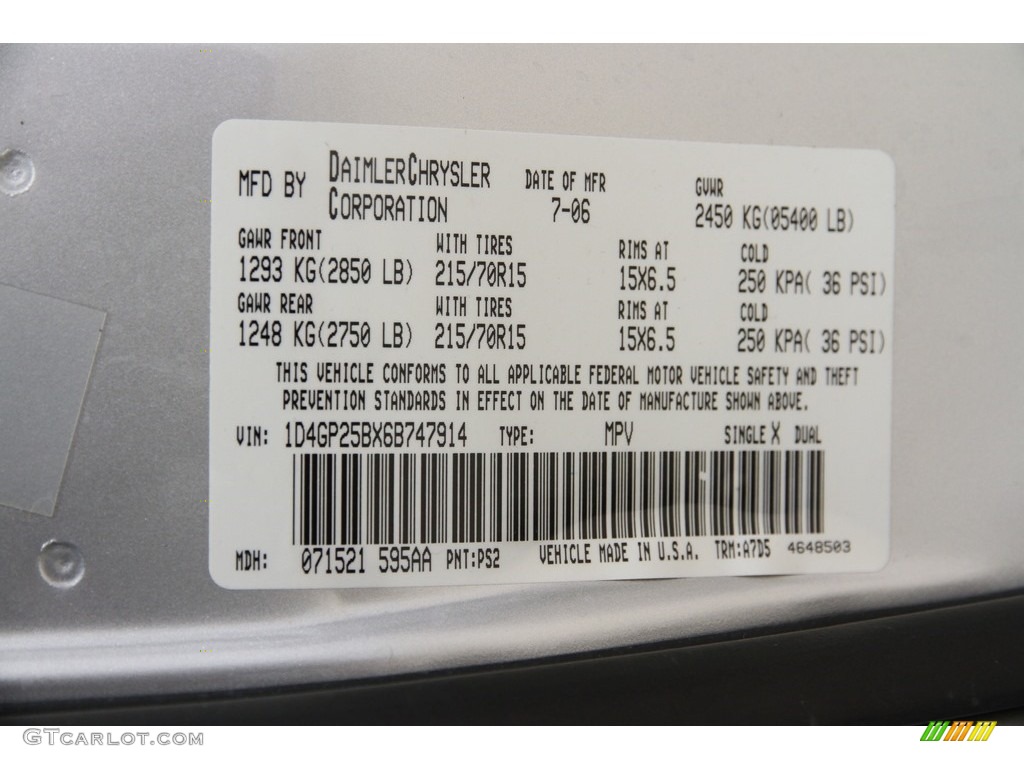 MFD BY DAIMLERCHRYSLER CORPORATION DATE OF MFR 7-06 GVWR 2450 KG(05400 LB)
GAWR FRONT WITH TIRES RIMS AT COLD
1293 KG(2850 LB) 215/70R15 15X6.5 250 KPA( 36 PSI)
GAWR REAR WITH TIRES RIMS AT COLD
1248 KG(2750 LB) 215/70R15 15X6.5 250 KPA( 36 PSI)
THIS VEHICLE CONFORMS TO ALL APPLICABLE FEDERAL MOTOR VEHICLE SAFETY AND THEFT
PREVENTION STANDARDS IN EFFECT ON THE DATE OF MANUFACTURE SHOWN ABOVE.
VIN: 1D4GP25BX6B747914 TYPE: MPV SINGLE X DUAL
MDH: 071521 595AA PNT:PS2 VEHICLE MADE IN U.S.A. TRM:A7D5 4648503
GTCARLOT.COM